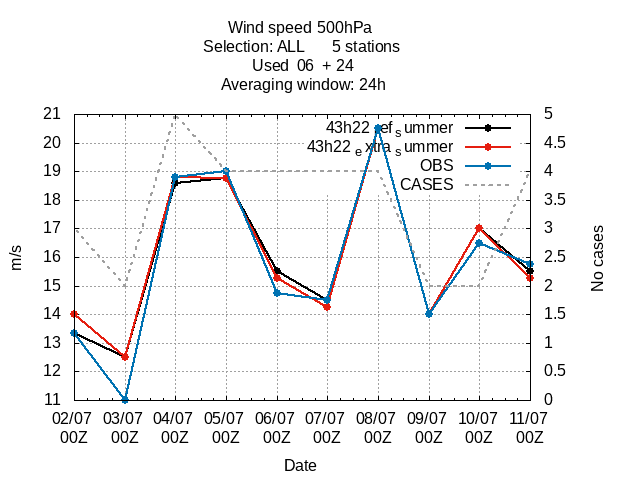 Wind speed 500hPa
Selection: ALL 5 stations
Used 06 + 24
Averaging window: 24h
21 5
20 4.5
19 4
18 3.5
17 3
16 2.5
15 2
14 1.5
13 1
12 0.5
11 0
43h22 ref summer
43h22 extra summer
OBS
CASES
m/s
No cases
02/07 03/07 04/07 05/07 06/07 07/07 08/07 09/07 10/07 11/07
00Z 00Z 00Z 00Z 00Z 00Z 00Z 00Z 00Z 00Z
Date